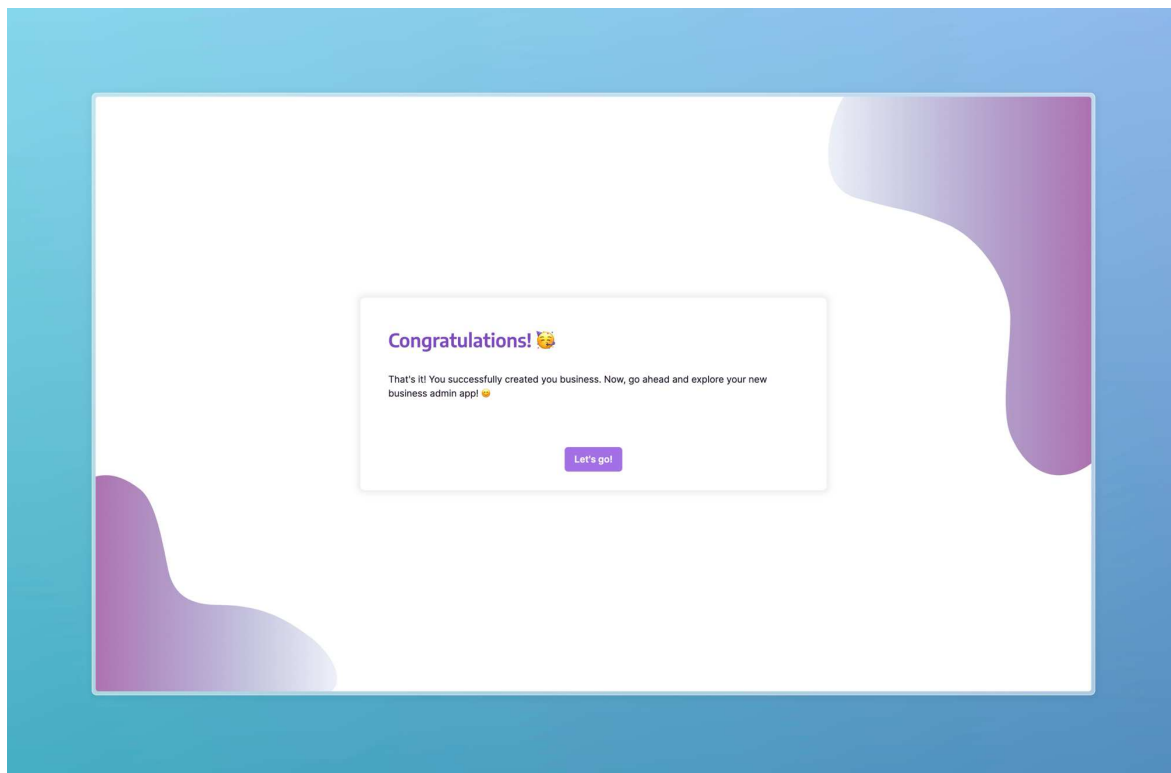 Congratulations! 🥳
That's it! You successfully created you business. Now, go ahead and explore your new
business admin app! 😊
Let's go!